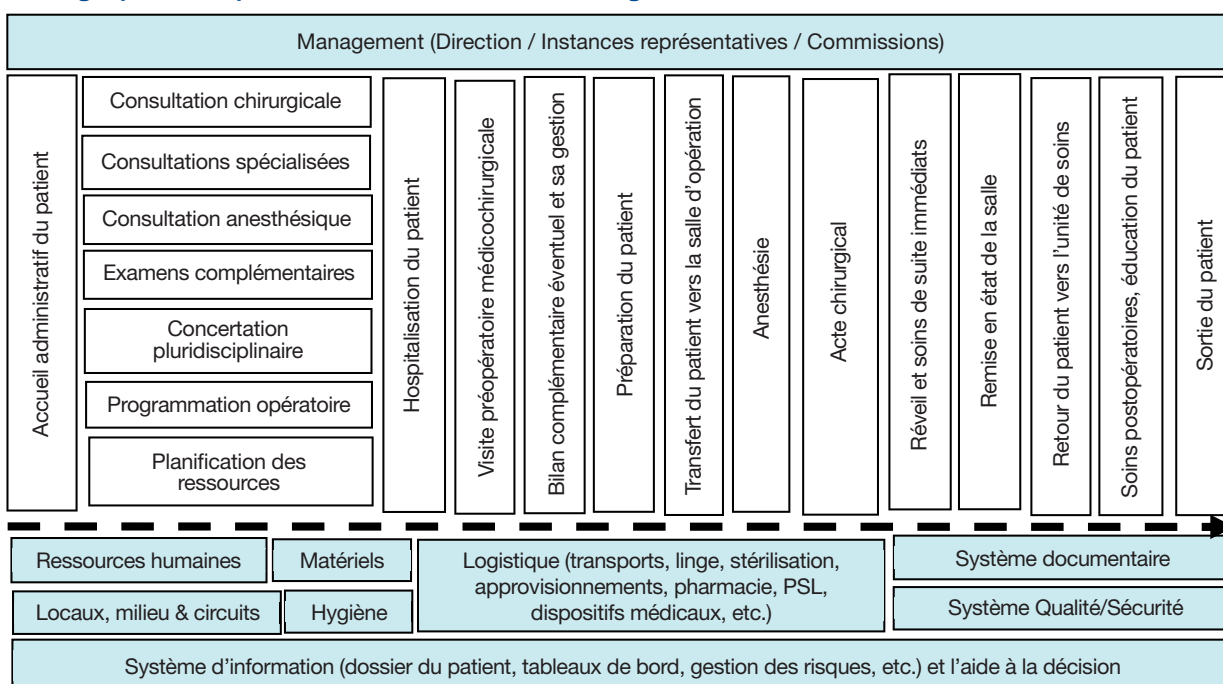 Management (Direction / Instances représentatives / Commissions)
Accueil administratif du patient
Consultation chirurgicale
Consultations spécialisées
Consultation anesthésique
Examens complémentaires
Concertation
pluridisciplinaire
Programmation opératoire
Planification des
ressources
Hospitalisation du patient
Visite préopératoire médicochirurgicale
Bilan complémentaire éventuel et sa gestion
Préparation du patient
Transfert du patient vers la salle d'opération
Anesthésie
Acte chirurgical
Réveil et soins de suite immédiats
Remise en état de la salle
Retour du patient vers l'unité de soins
Soins postopératoires, éducation du patient
Sortie du patient
Ressources humaines
Matériels
Logistique (transports, linge, stérilisation,
approvisionnements, pharmacie, PSL,
dispositifs médicaux, etc.)
Système documentaire
Locaux, milieu & circuits
Hygiène
Système Qualité/Sécurité
Système d'information (dossier du patient, tableaux de bord, gestion des risques, etc.) et l'aide à la décision